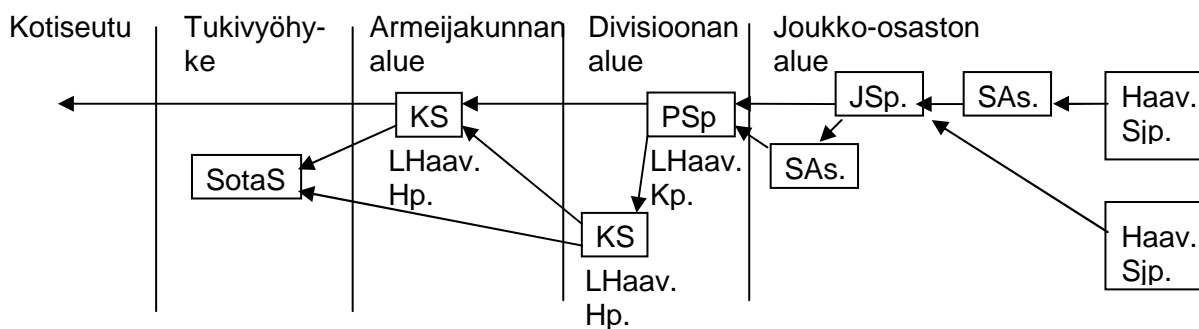 Kotiseutu
Tukivyöhy-
ke
Armeijakunnan
alue
Divisioonan
alue
Joukko-osaston
alue
KS
LHaav.
Hp.
SotaS
PSp
LHaav.
Kp.
KS
LHaav.
Hp.
JSp.
SAs.
SAs.
Haav.
Sjp.
Haav.
Sjp.